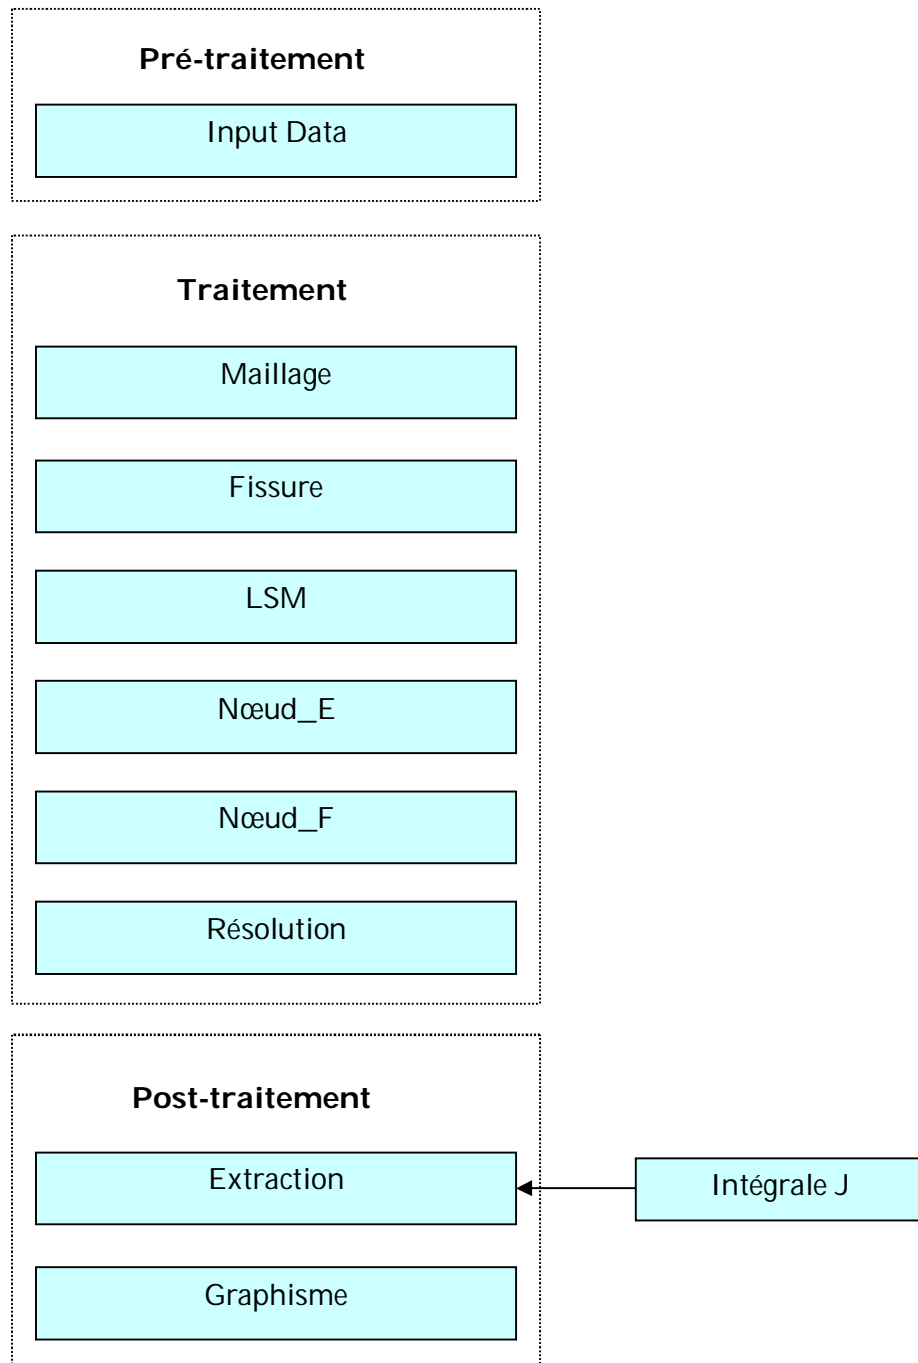 Pré-traitement
Input Data
Traitement
Maillage
Fissure
LSM
Nœud_E
Nœud_F
Résolution
Post-traitement
Extraction
Intégrale J
Graphisme